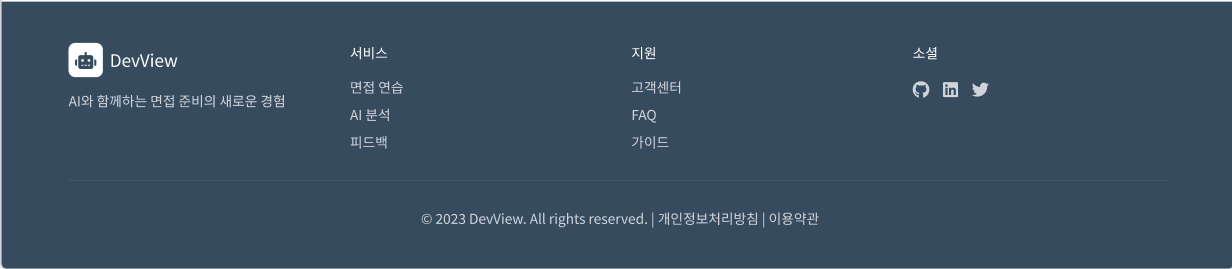 DevView
AI와 함께하는 면접 준비의 새로운 경험
서비스
면접 연습
AI 분석
피드백
지원
고객센터
FAQ
가이드
소셜
© 2023 DevView. All rights reserved. | 개인정보처리방침 | 이용약관